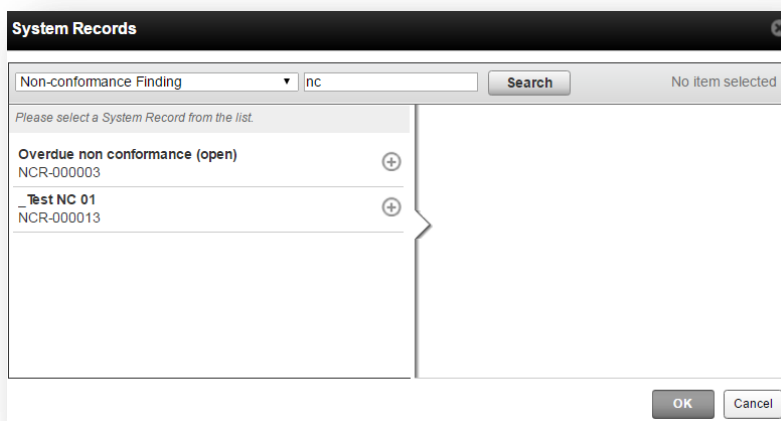 System Records
Non-conformance Finding nc Search No item selected
Please select a System Record from the list.
Overdue non conformance (open)
NCR-000003
_Test NC 01
NCR-000013
OK Cancel